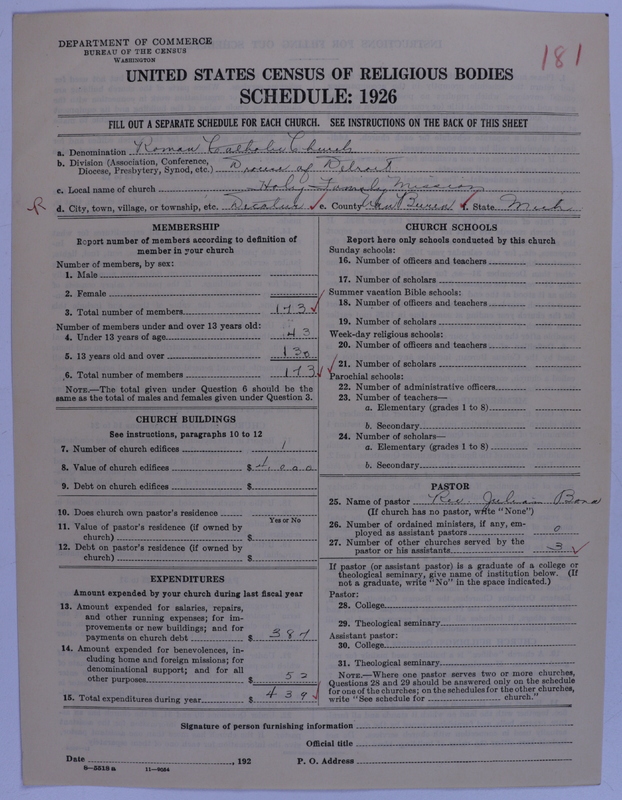 DEPARTMENT OF COMMERCE
BUREAU OF THE CENSUS
WASHINGTON
181
UNITED STATES CENSUS OF RELIGIOUS BODIES
SCHEDULE: 1926
FILL OUT A SEPARATE SCHEDULE FOR EACH CHURCH. SEE INSTRUCTIONS ON THE BACK OF THIS SHEET
a. Denomination Roman Catholic Church
b. Division (Association, Conference, Diocese, Presbytery, Synod, etc.) Diocese of Detroit
c. Local name of church Holy Family Mission
R d. City, town, village, or township, etc. Decatur e. County Van Buren f. State Mich
MEMBERSHIP
Report number of members according to definition of
member in your church
Number of members, by sex:
1. Male
2. Female
3. Total number of members 173
Number of members under and over 13 years old:
4. Under 13 years of age 43
5. 13 years old and over 130
6. Total number of members 173
NOTE.—The total given under Question 6 should be the
same as the total of males and females given under Question 3.
CHURCH BUILDINGS
See instructions, paragraphs 10 to 12
7. Number of church edifices 1
8. Value of church edifices $ 4,000
9. Debt on church edifices $
10. Does church own pastor's residence
Yes or No
11. Value of pastor's residence (if owned by
church) $
12. Debt on pastor's residence (if owned by
church) $
EXPENDITURES
Amount expended by your church during last fiscal year
13. Amount expended for salaries, repairs,
and other running expenses; for im-
provements or new buildings; and for
payments on church debt $ 387
14. Amount expended for benevolences, in-
cluding home and foreign missions; for
denominational support; and for all
other purposes $ 52
15. Total expenditures during year $ 439
CHURCH SCHOOLS
Report here only schools conducted by this church
Sunday schools:
16. Number of officers and teachers
17. Number of scholars
Summer vacation Bible schools:
18. Number of officers and teachers
19. Number of scholars
Week-day religious schools:
20. Number of officers and teachers
21. Number of scholars
Parochial schools:
22. Number of administrative officers
23. Number of teachers—
a. Elementary (grades 1 to 8)
b. Secondary
24. Number of scholars—
a. Elementary (grades 1 to 8)
b. Secondary
PASTOR
25. Name of pastor Rev. Julian
(If church has no pastor, write "None")
26. Number of ordained ministers, if any, em-
ployed as assistant pastors 0
27. Number of other churches served by the
pastor or his assistants 3
If pastor (or assistant pastor) is a graduate of a college or
theological seminary, give name of institution below. (If
not a graduate, write "No" in the space indicated.)
Pastor:
28. College
29. Theological seminary
Assistant pastor:
30. College
31. Theological seminary
NOTE.—Where one pastor serves two or more churches,
Questions 28 and 29 should be answered only on the schedule
for one of the churches; on the schedules for the other churches,
write "See schedule for church."
Signature of person furnishing information
Official title
Date , 192 P. O. Address
8—5518a 11—9054